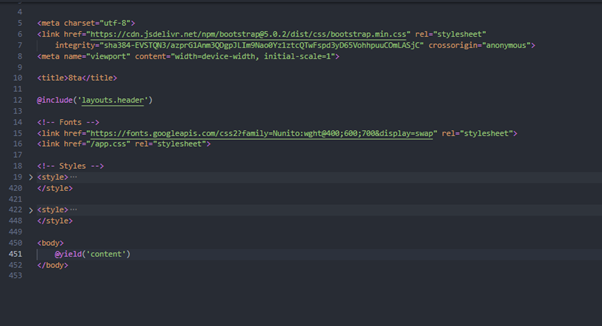 4
5 <meta charset="utf-8">
6 <link href="https://cdn.jsdelivr.net/npm/bootstrap@5.0.2/dist/css/bootstrap.min.css" rel="stylesheet"
7 integrity="sha384-EVSTQN3/azprG1Anm3QDgpJLIm9Nao0Yz1ztcQTwFspd3yD65VohhpuuCOmLASjC" crossorigin="anonymous">
8 <meta name="viewport" content="width=device-width, initial-scale=1">
9
10 <title>8ta</title>
11
12 @include('layouts.header')
13
14 <!-- Fonts -->
15 <link href="https://fonts.googleapis.com/css2?family=Nunito:wght@400;600;700&display=swap" rel="stylesheet">
16 <link href="/app.css" rel="stylesheet">
17
18 <!-- Styles -->
19 > <style>⋯
420 </style>
421
422 > <style>⋯
448 </style>
449
450 <body>
451 @yield('content')
452 </body>
453